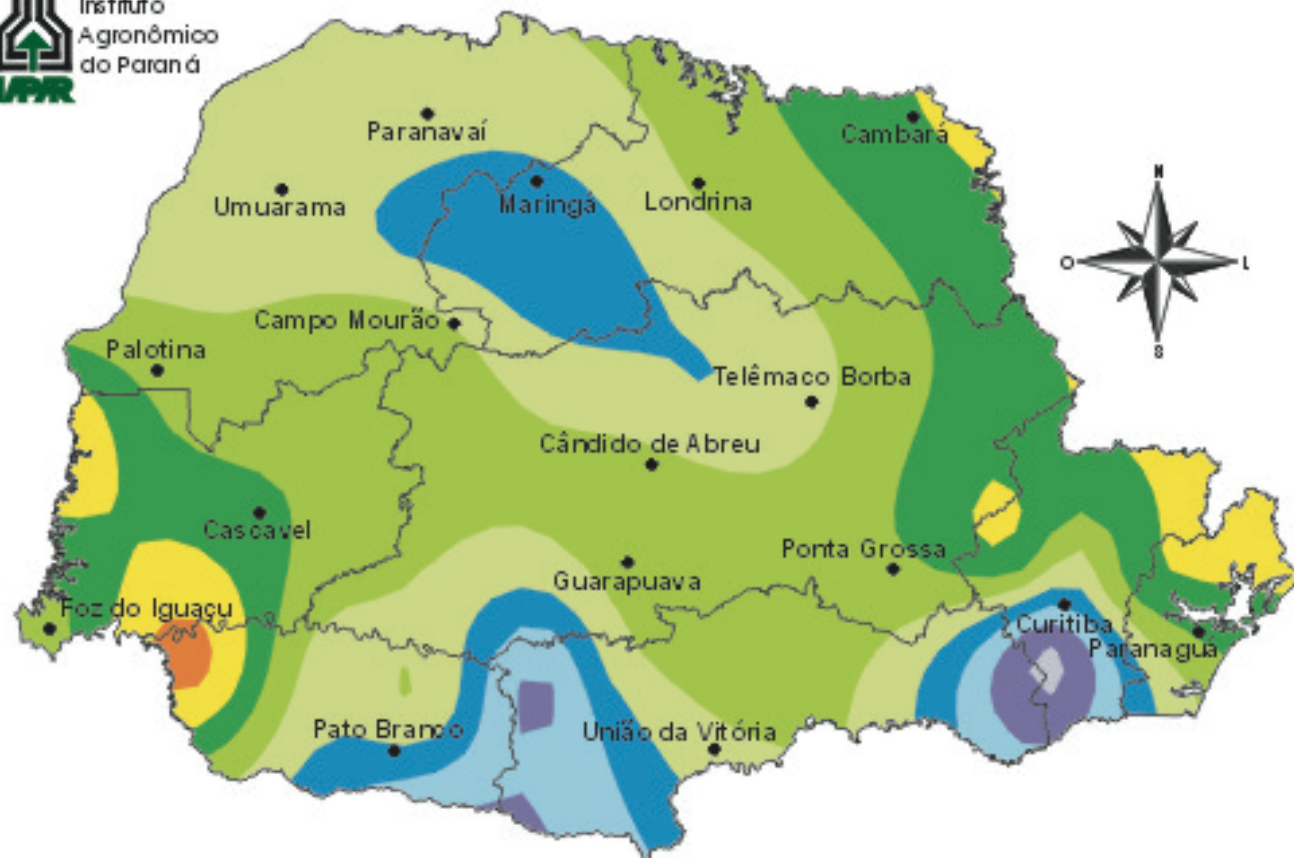 Instituto
Agronômico
do Paraná
IAPAR
N
O
L
S
Paranavaí
Cambará
Umuarama
Maringá
Londrina
Campo Mourão
Palotina
Telêmaco Borba
Cândido de Abreu
Cascavel
Ponta Grossa
Guarapuava
Foz do Iguaçu
Curitiba
Paranagua
Pato Branco
União da Vitória